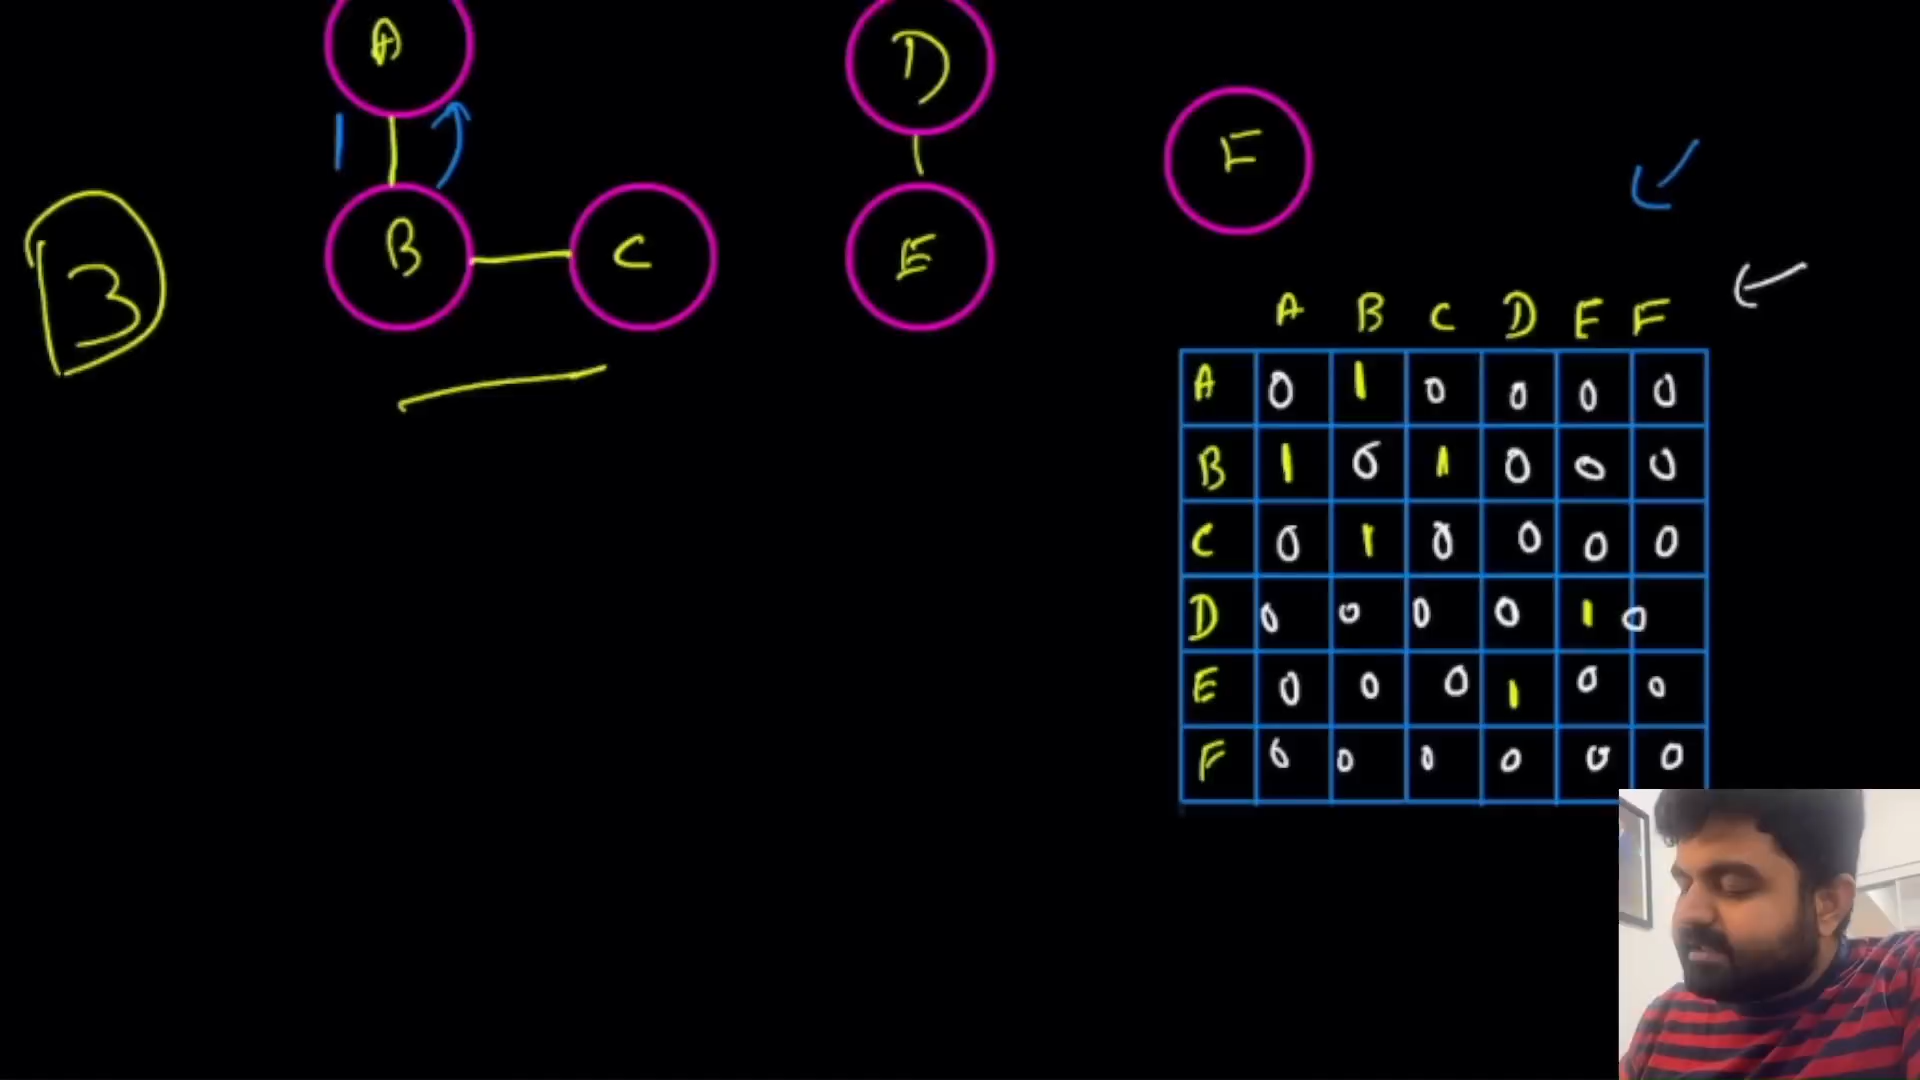 A
D
F
B
C
E
3
A B C D E F
A 0 1 0 0 0 0
B 1 0 1 0 0 0
C 0 1 0 0 0 0
D 0 0 0 0 1 0
E 0 0 0 1 0 0
F 0 0 0 0 0 0